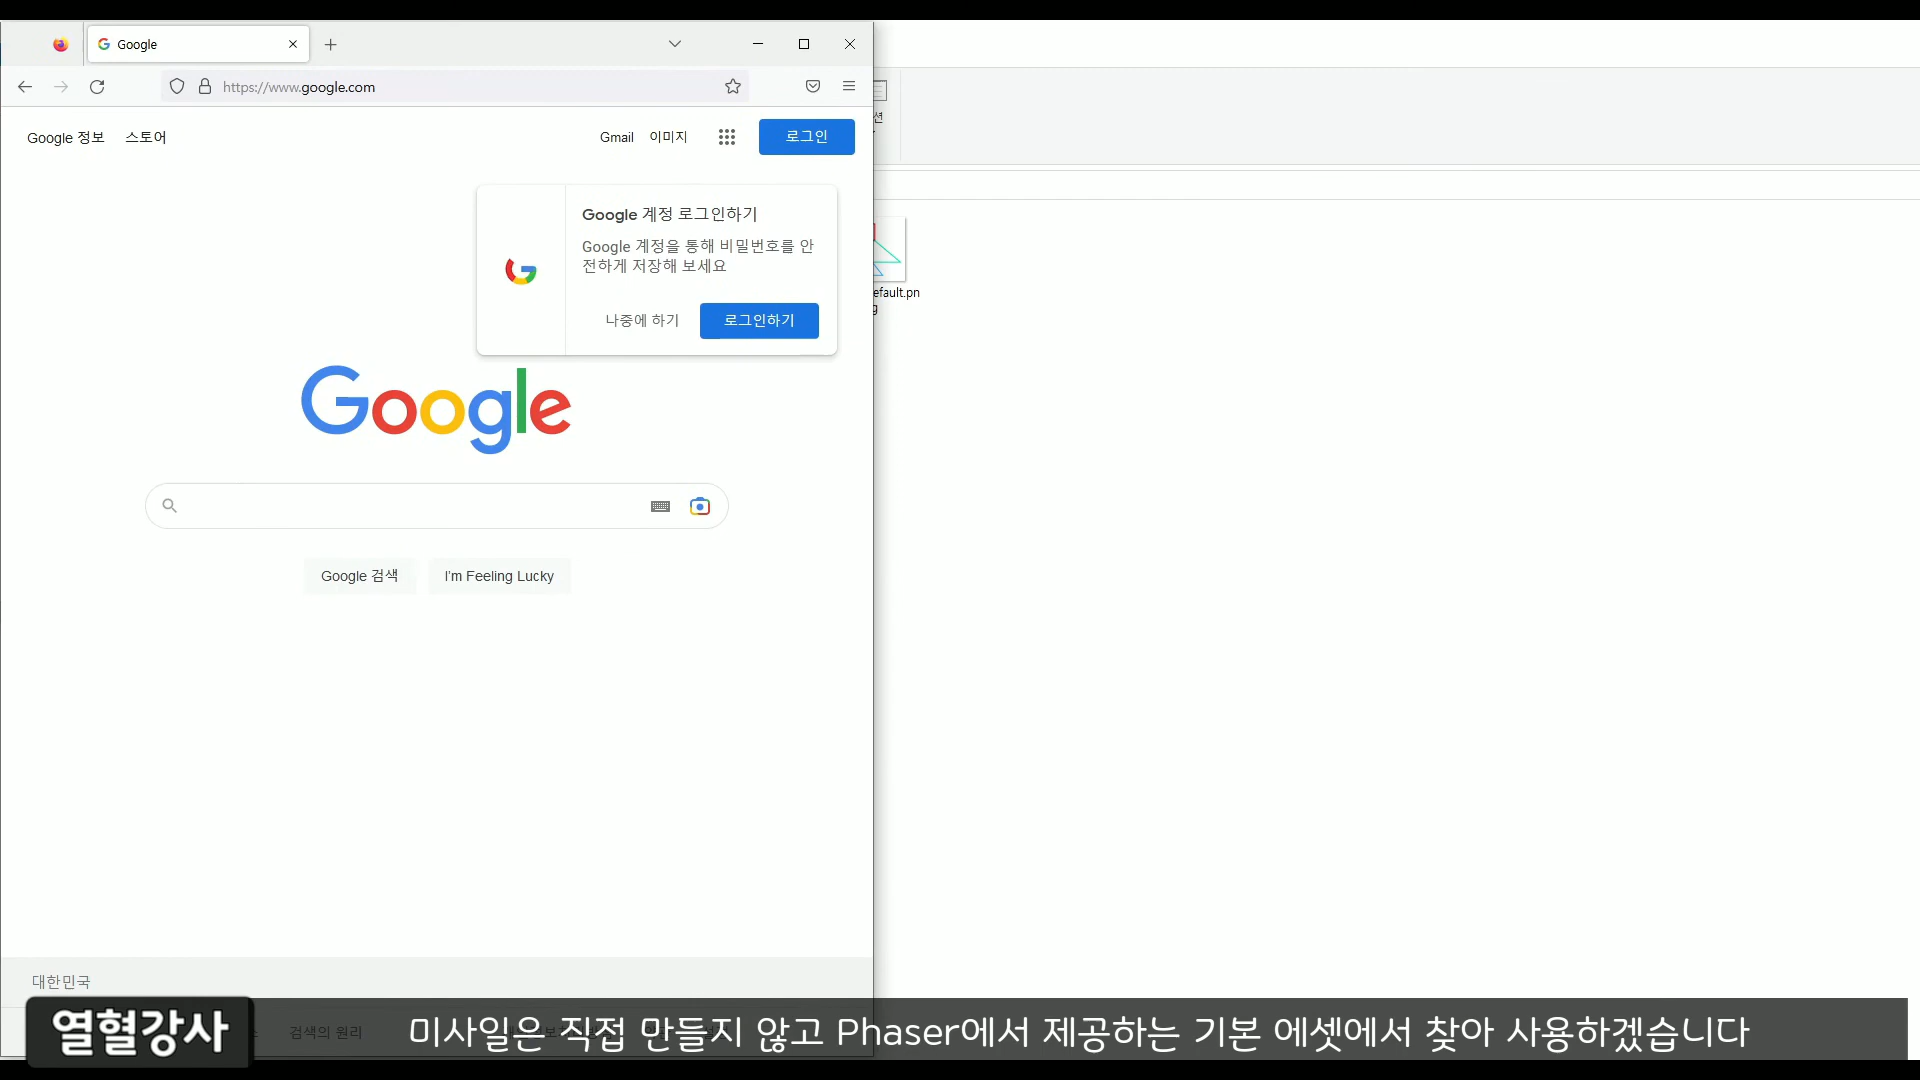 Google
https://www.google.com
Google 정보 스토어
Gmail 이미지
로그인
션
Google 계정 로그인하기
Google 계정을 통해 비밀번호를 안
전하게 저장해 보세요
나중에 하기 로그인하기
efault.pn
g
Google
Google 검색 I'm Feeling Lucky
대한민국
검색의 원리
열혈강사
미사일은 직접 만들지 않고 Phaser에서 제공하는 기본 에셋에서 찾아 사용하겠습니다